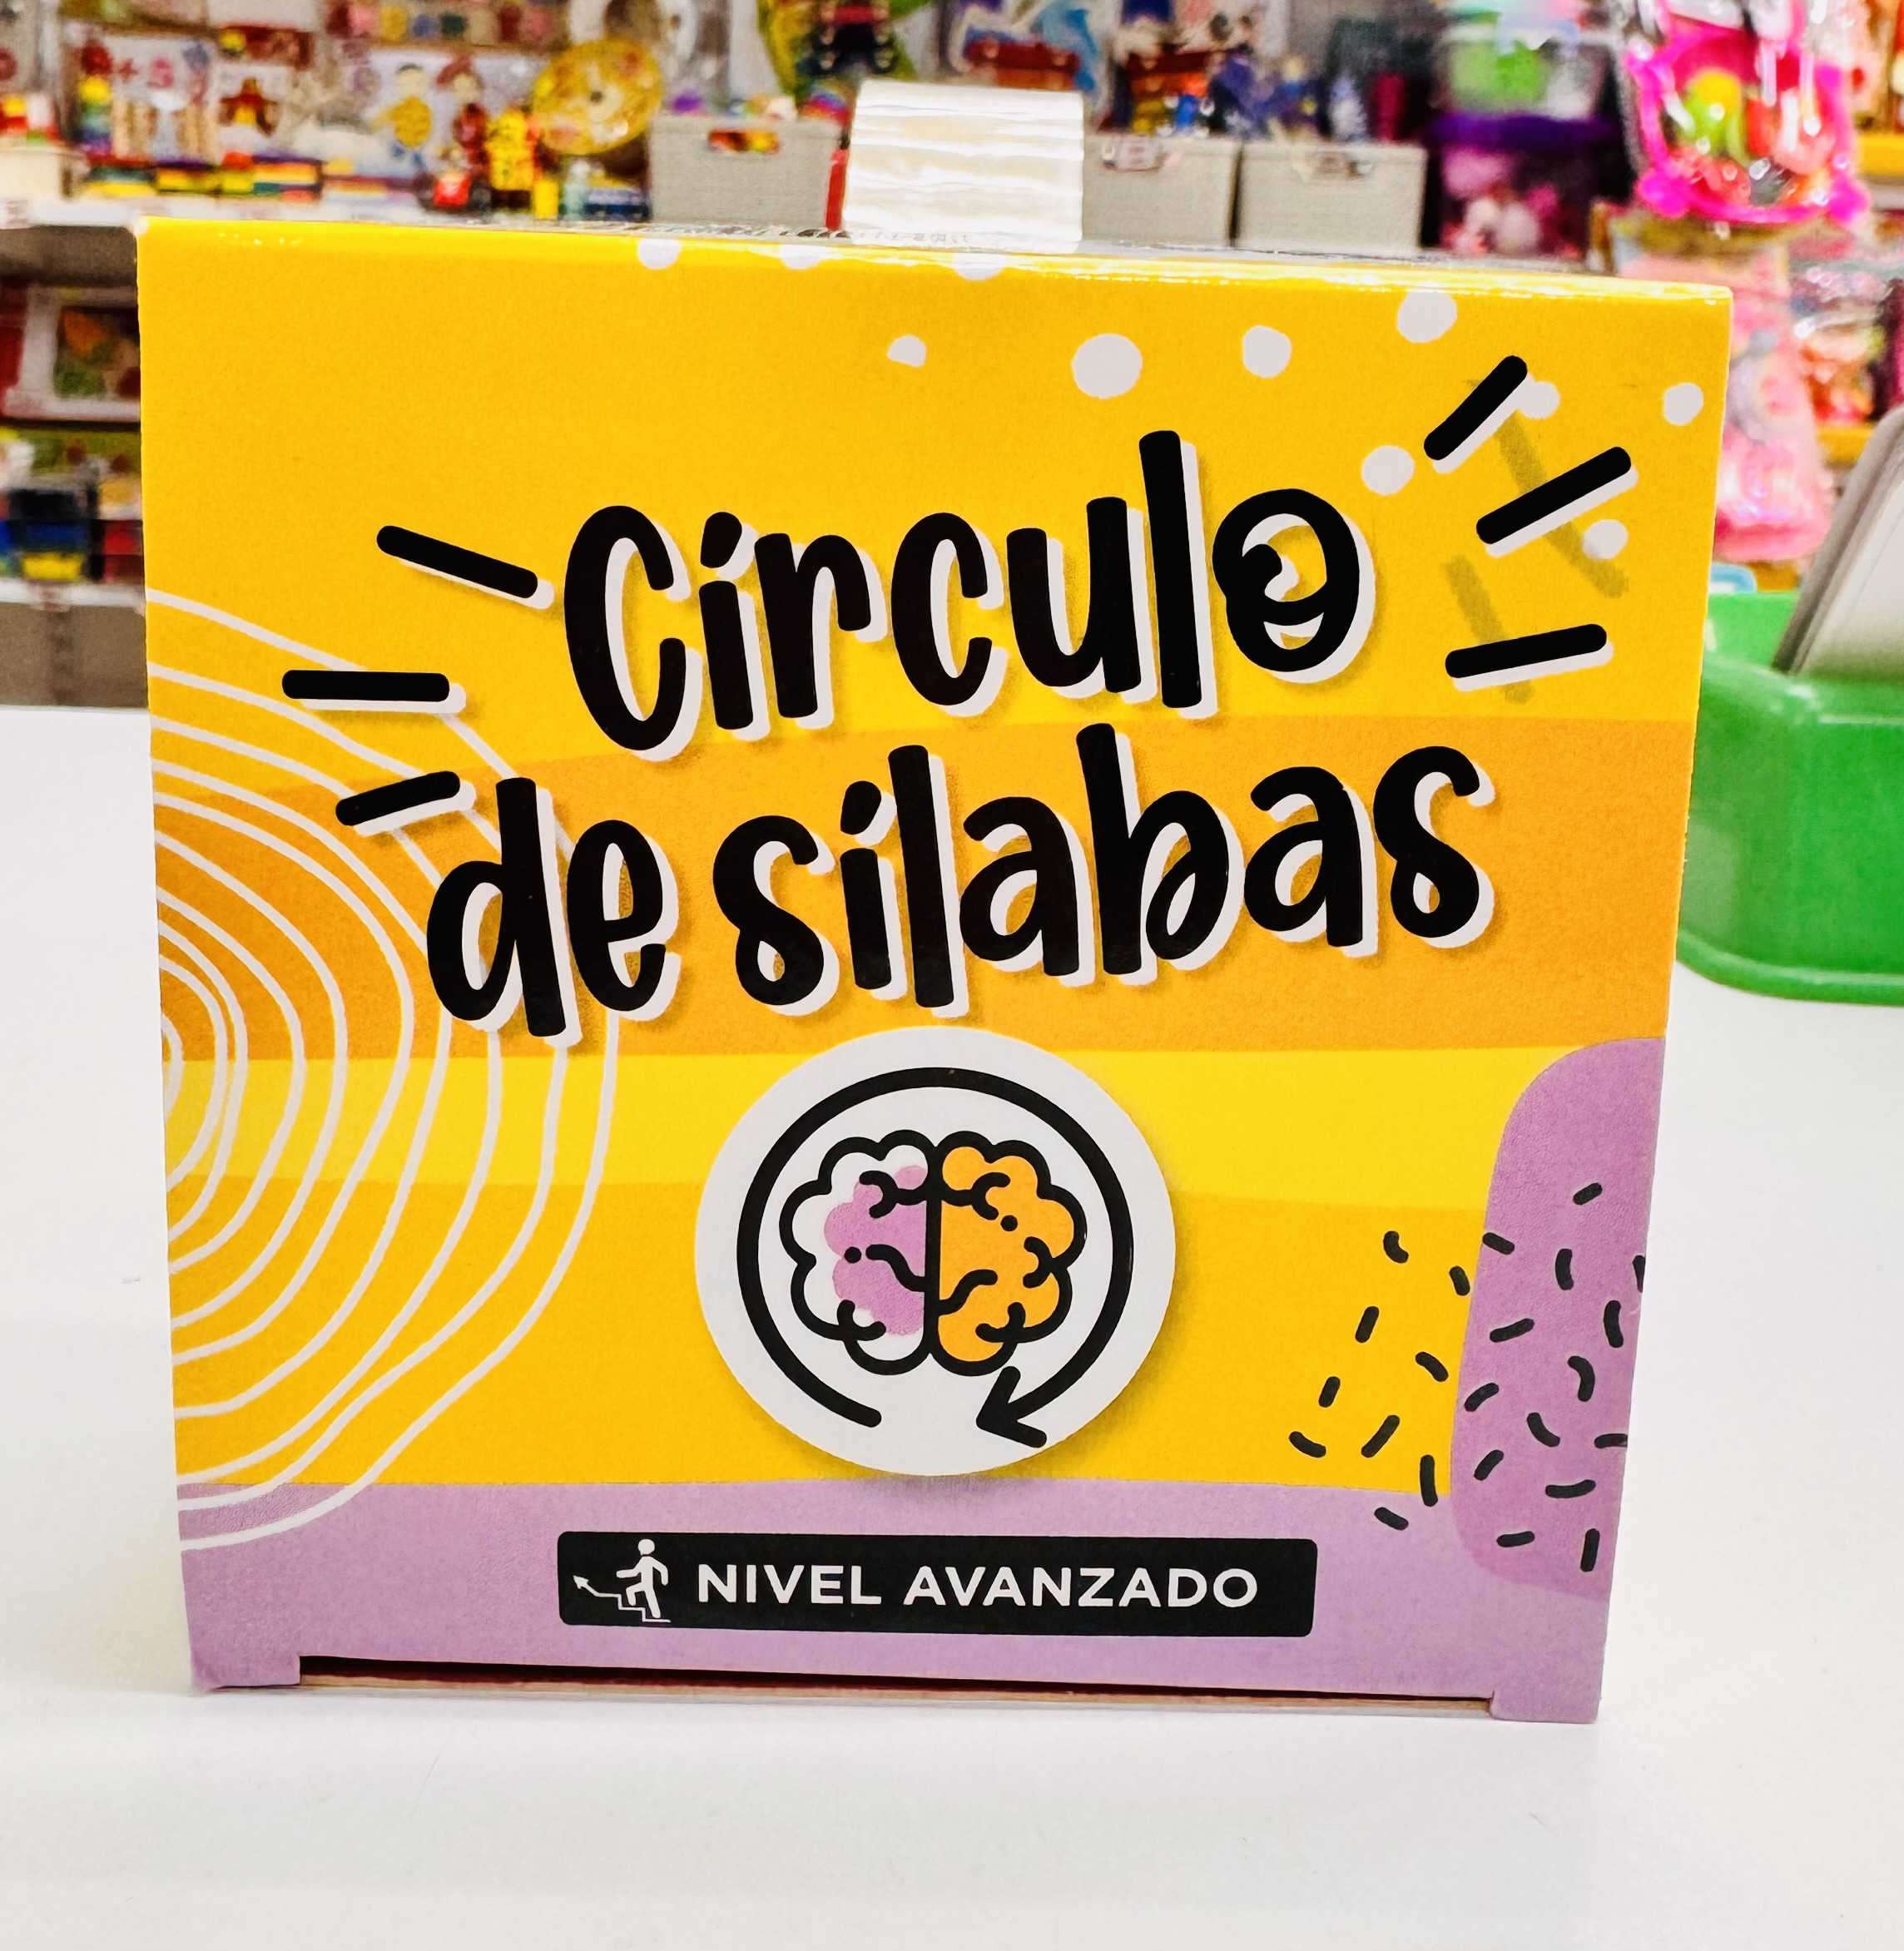 Círculo
de sílabas
NIVEL AVANZADO